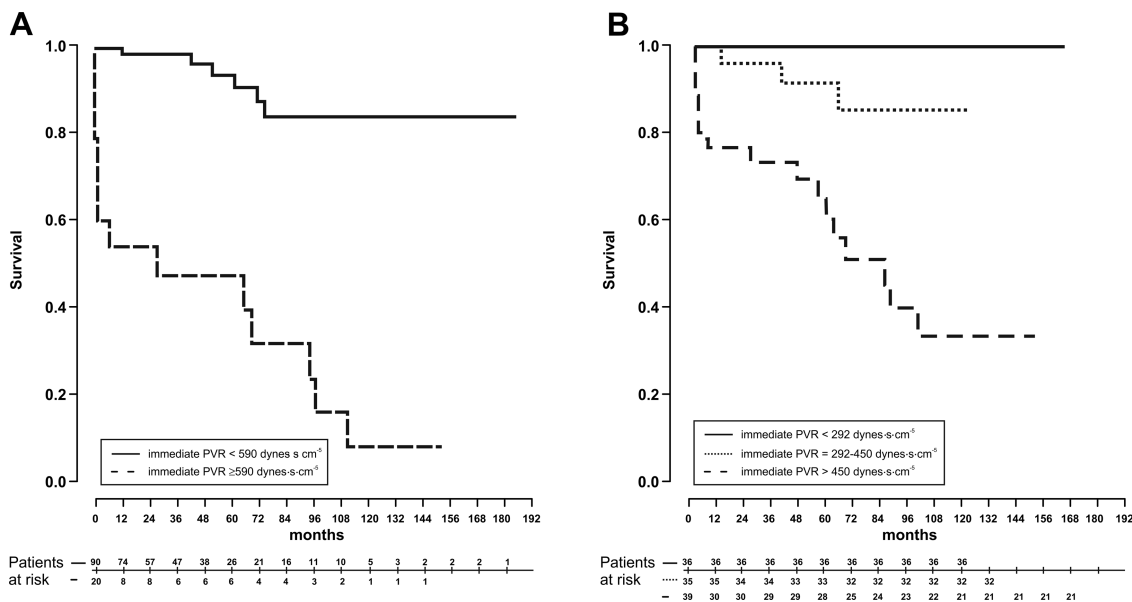 A
1.0
0.8
0.6
0.4
0.2
0.0
Survival
immediate PVR < 590 dynes s cm-5
immediate PVR ≥590 dynes·s·cm-5
0 12 24 36 48 60 72 84 96 108 120 132 144 156 168 180 192
months
Patients 90 74 57 47 38 26 21 16 11 10 5 3 2 2 2 1
at risk 20 8 8 6 6 6 4 4 3 2 1 1 1
B
1.0
0.8
0.6
0.4
0.2
0.0
Survival
immediate PVR < 292 dynes·s·cm-5
immediate PVR = 292-450 dynes·s·cm-5
immediate PVR > 450 dynes·s·cm-5
0 12 24 36 48 60 72 84 96 108 120 132 144 156 168 180 192
months
Patients 36 36 36 36 36 36 36 36 36 36 36
at risk 35 35 34 34 33 33 32 32 32 32 32 32
39 30 30 29 29 28 25 24 23 22 21 21 21 21 21